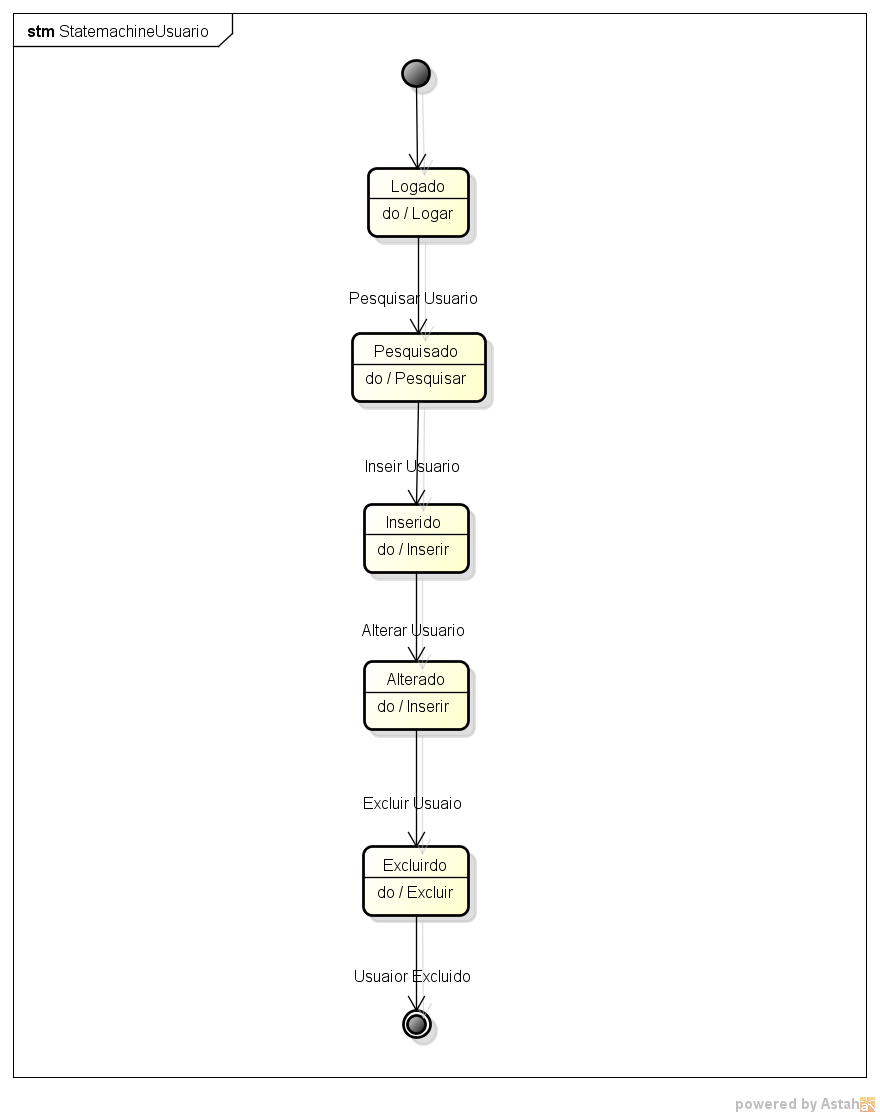 stm StatemachineUsuario
Logado
do / Logar
Pesquisar Usuario
Pesquisado
do / Pesquisar
Inseir Usuario
Inserido
do / Inserir
Alterar Usuario
Alterado
do / Inserir
Excluir Usuaio
Excluirdo
do / Excluir
Usuaior Excluido
powered by Astah